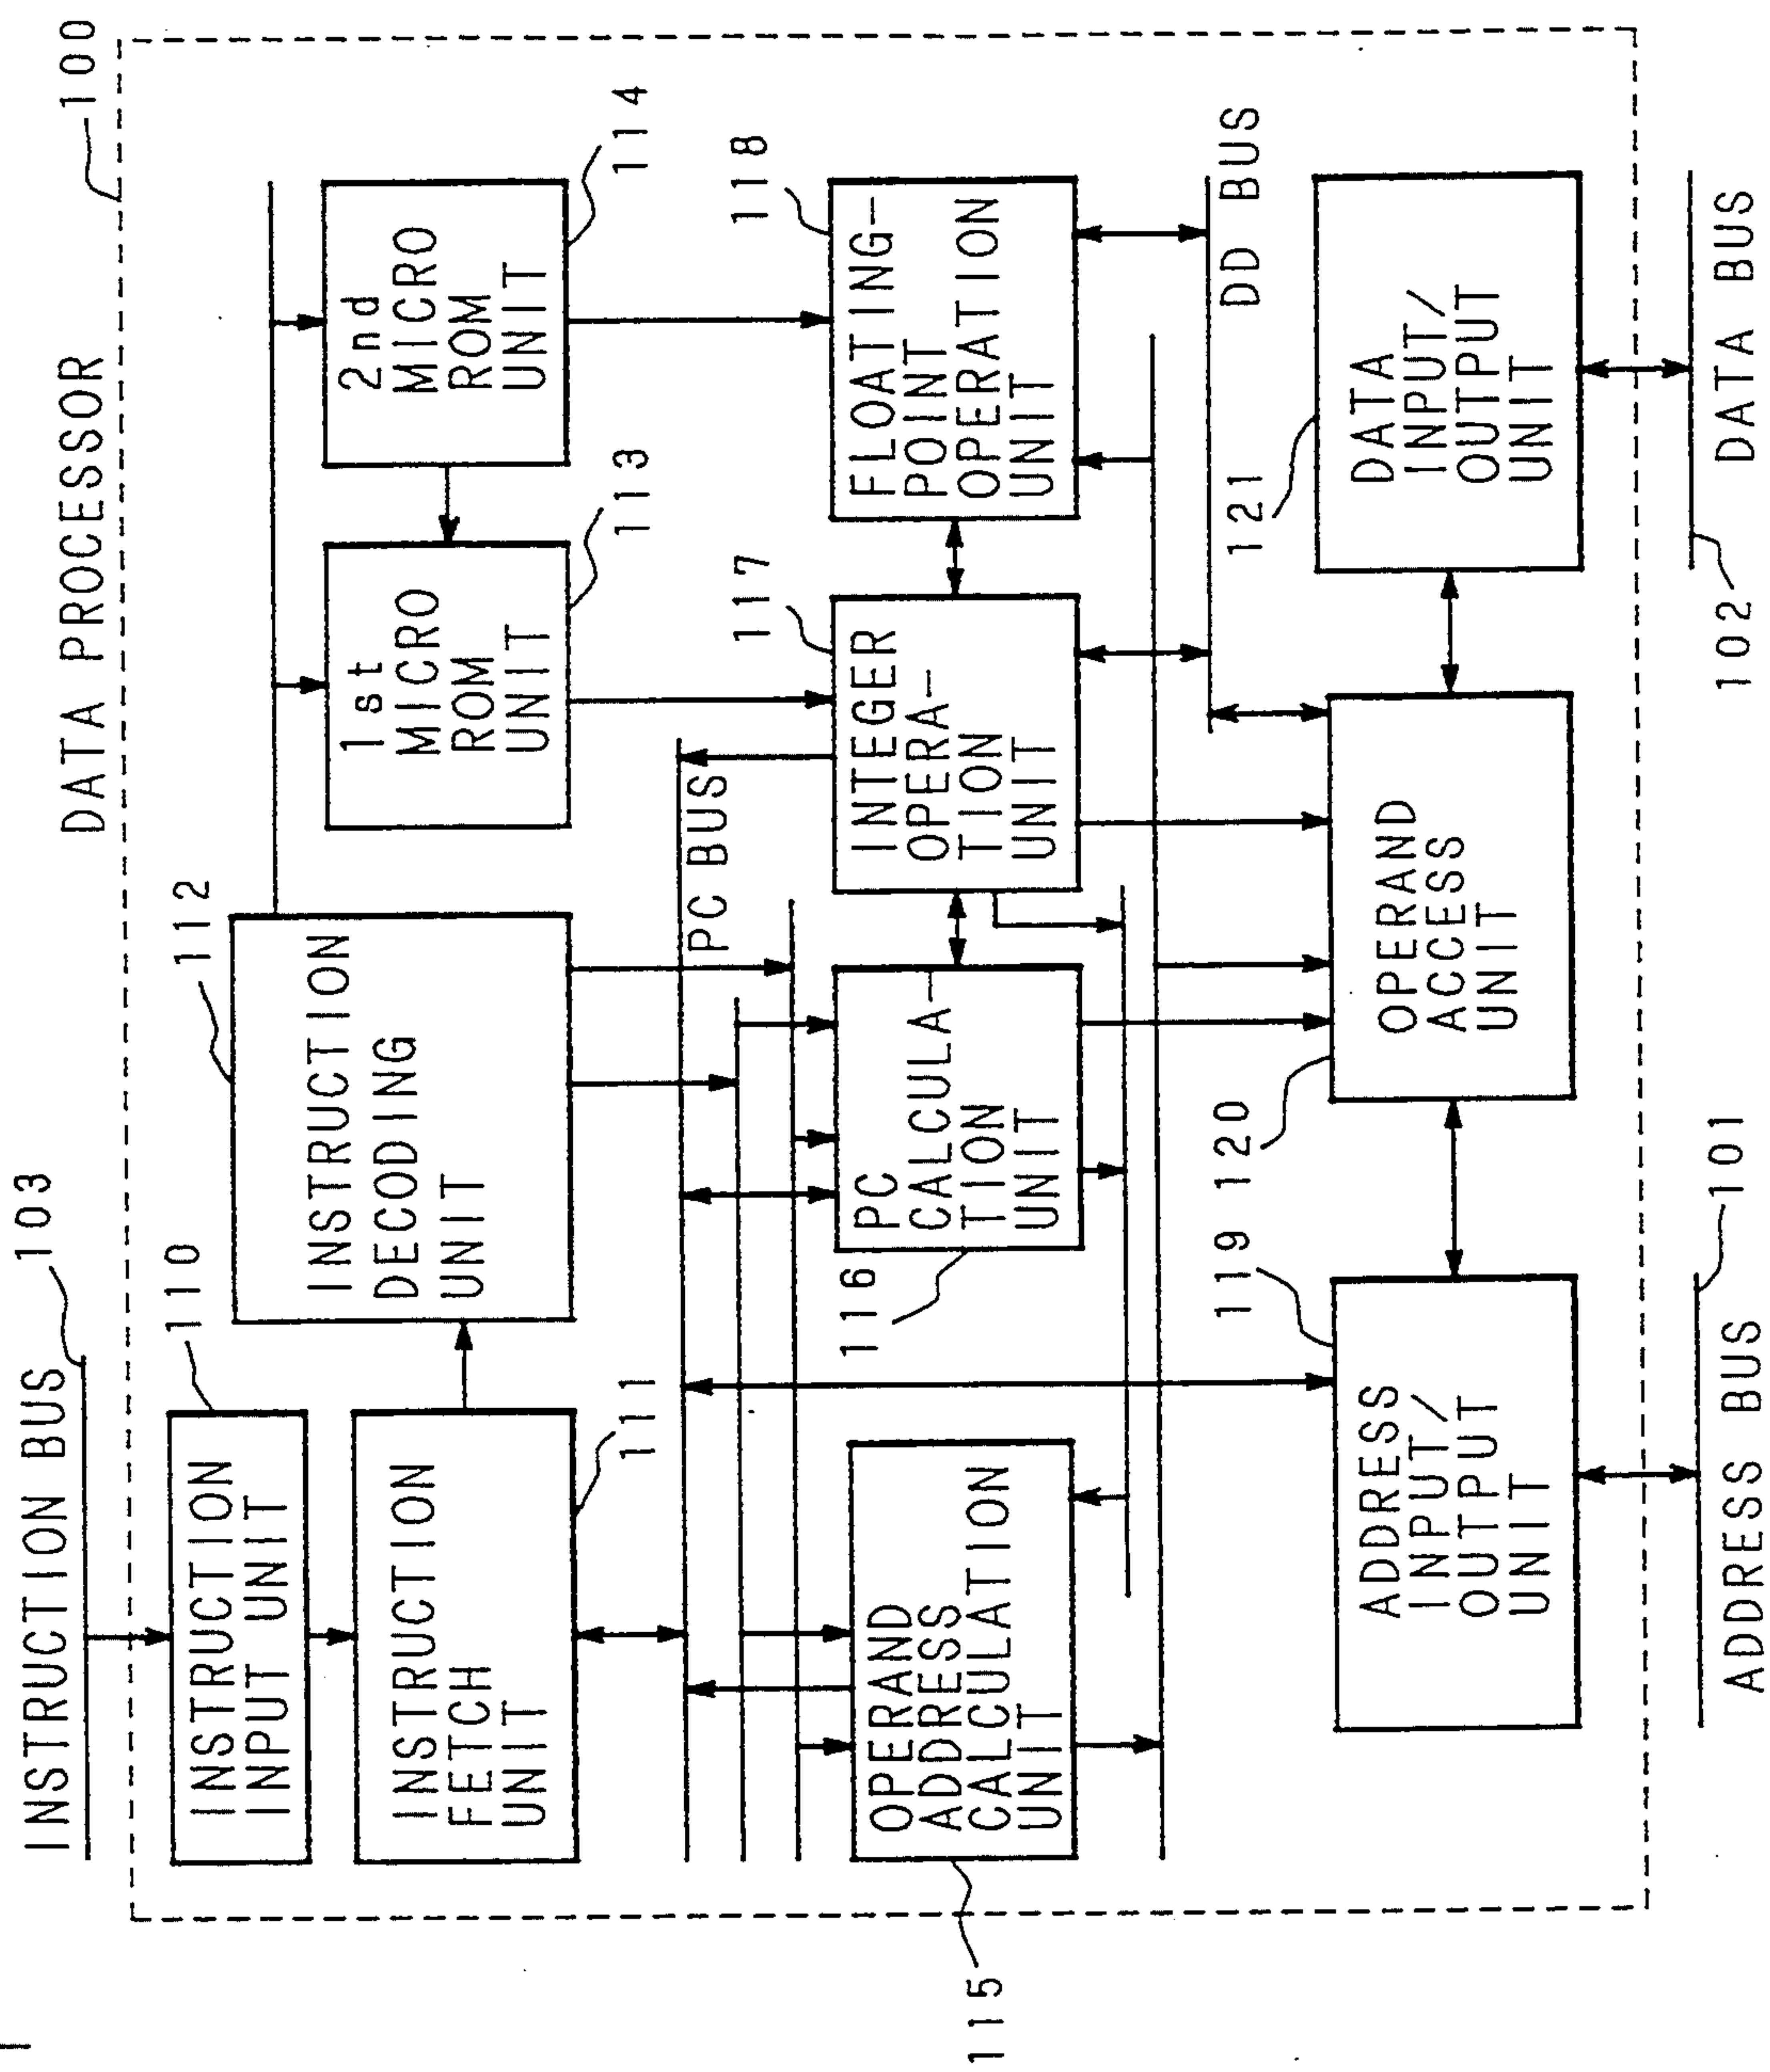 DATA PROCESSOR
100
INSTRUCTION BUS
103
110
INSTRUCTION
INPUT UNIT
INSTRUCTION
FETCH
UNIT
111
112
INSTRUCTION
DECODING
UNIT
1st
MICRO
ROM
UNIT
113
2nd
MICRO
ROM
UNIT
114
PC BUS
OPERAND
ADDRESS
CALCULATION
UNIT
115
PC
CALCULA-
TION
UNIT
116
117
INTEGER
OPERA-
TION
UNIT
118
FLOATING-
POINT
OPERATION
UNIT
DD BUS
119
ADDRESS
INPUT/
OUTPUT
UNIT
120
OPERAND
ACCESS
UNIT
121
DATA
INPUT/
OUTPUT
UNIT
101
ADDRESS BUS
102
DATA BUS